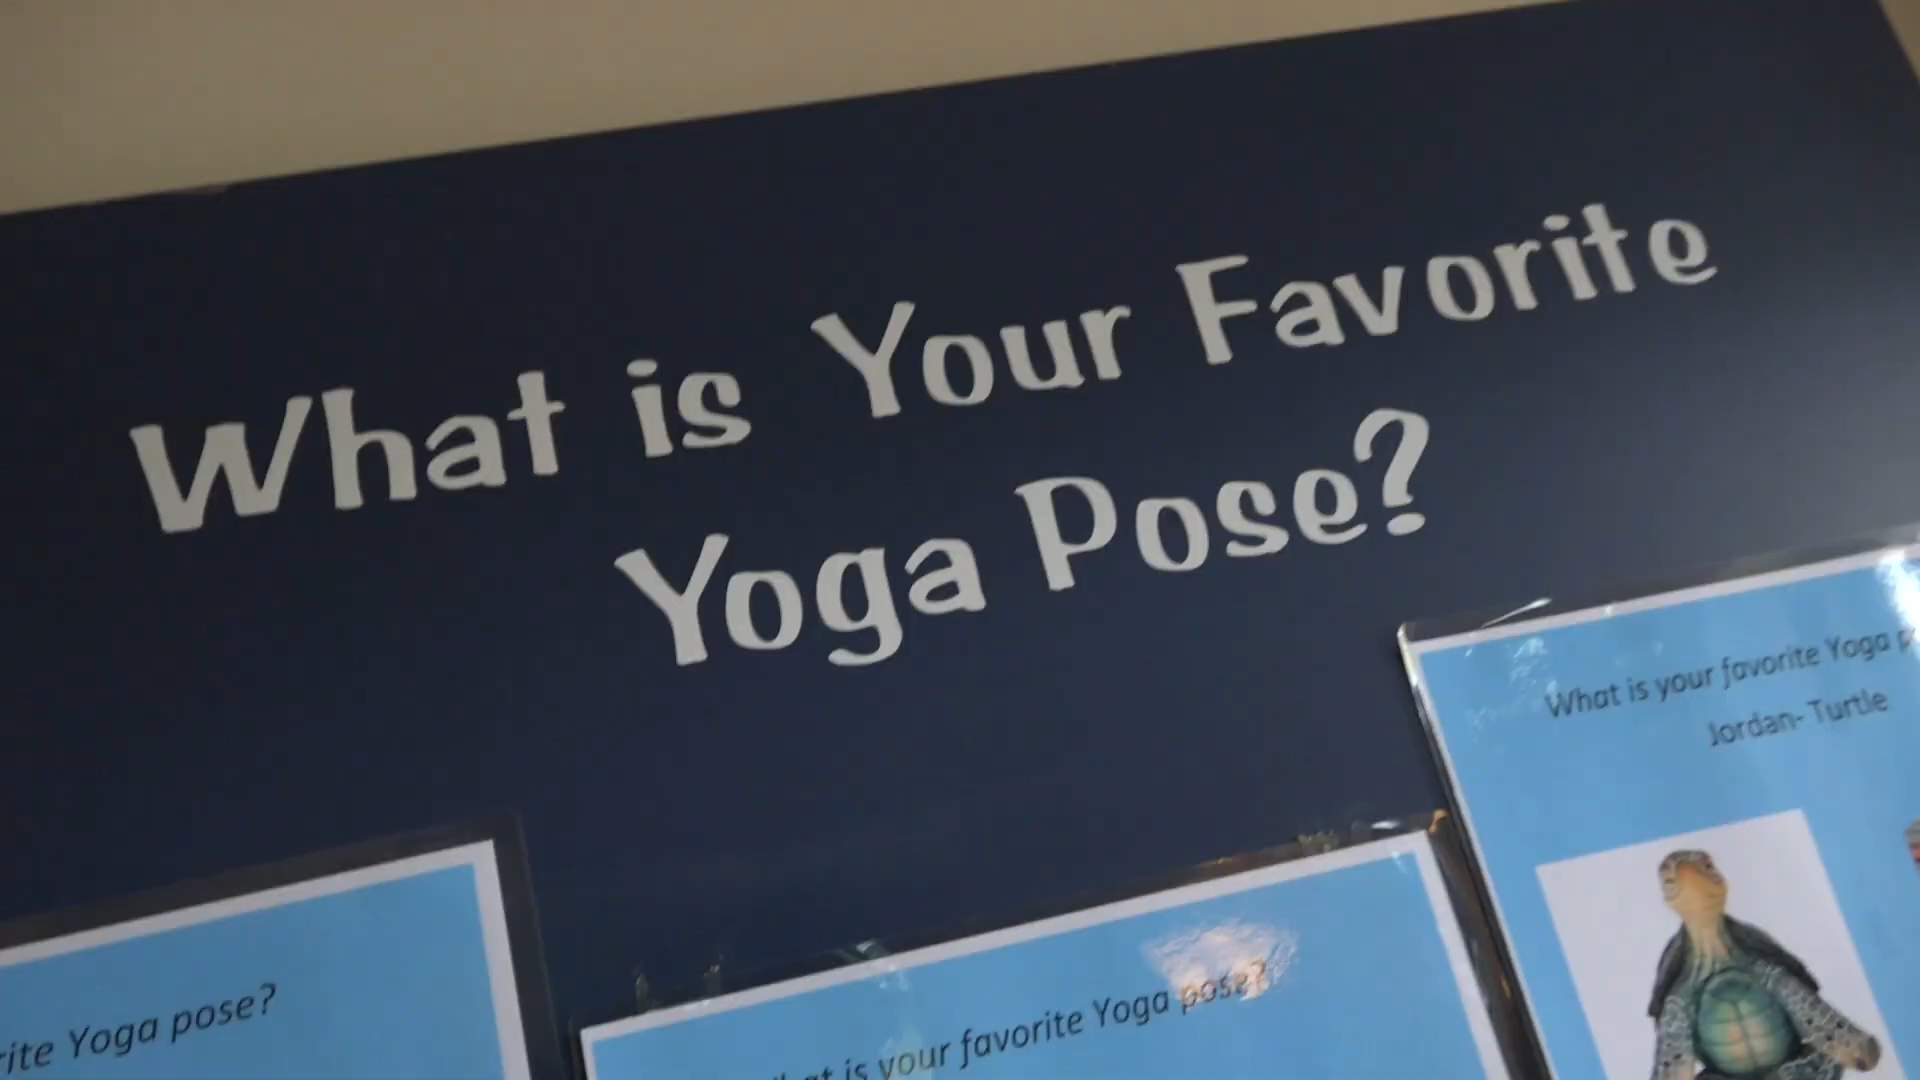 What is Your Favorite
Yoga Pose?
What is your favorite Yoga
Jordan- Turtle
Yoga pose?
is your favorite Yoga pose?